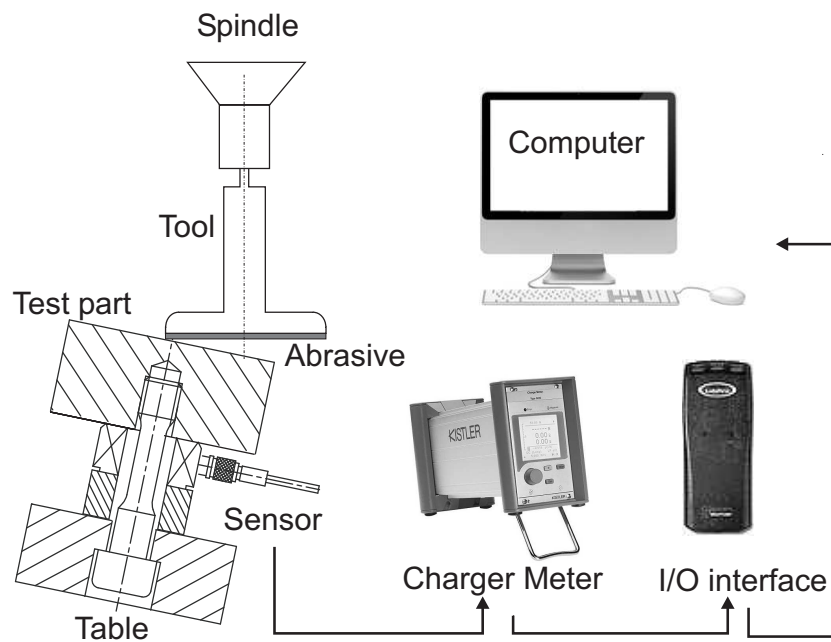 Spindle
Computer
Tool
Test part
Abrasive
KISTLER
Sensor
Charger Meter
I/O interface
Table